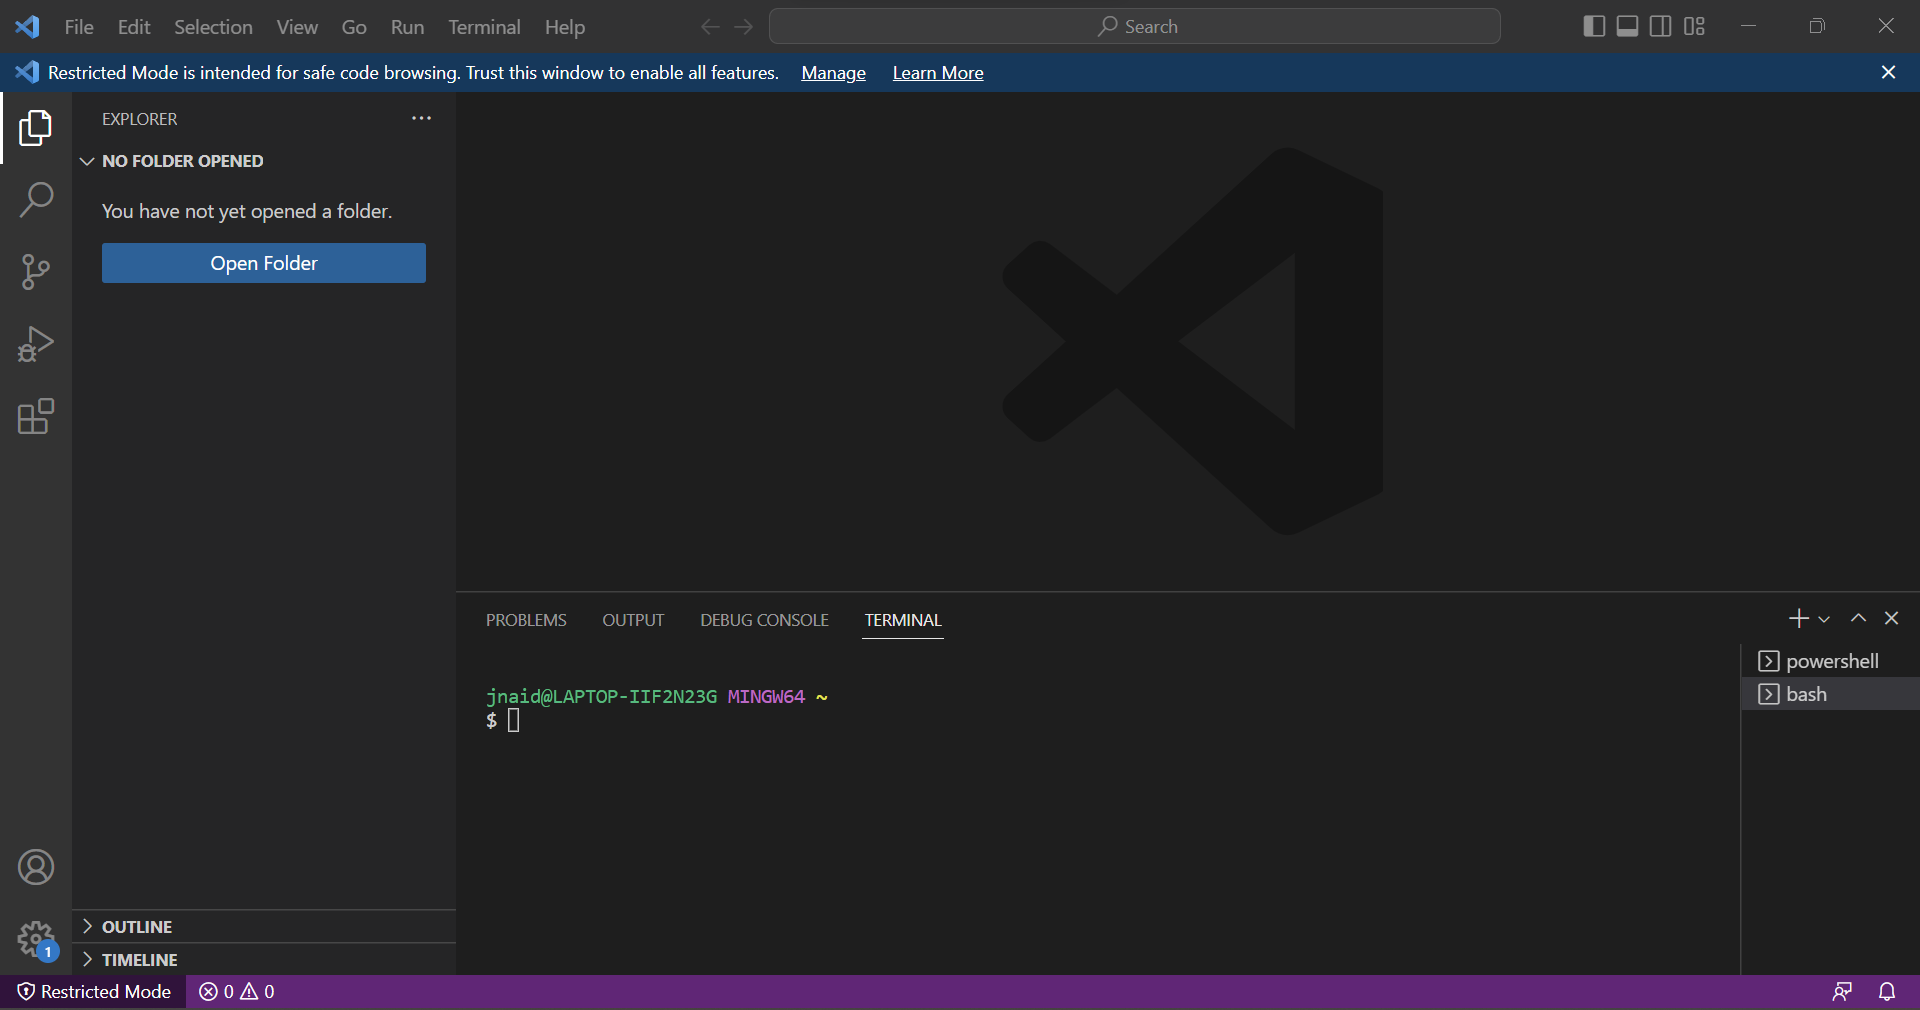 File Edit Selection View Go Run Terminal Help Search
Restricted Mode is intended for safe code browsing. Trust this window to enable all features. Manage Learn More
EXPLORER
NO FOLDER OPENED
You have not yet opened a folder.
Open Folder
PROBLEMS OUTPUT DEBUG CONSOLE TERMINAL
powershell
bash
jnaid@LAPTOP-IIF2N23G MINGW64 ~
$
OUTLINE
1
TIMELINE
Restricted Mode 0 0